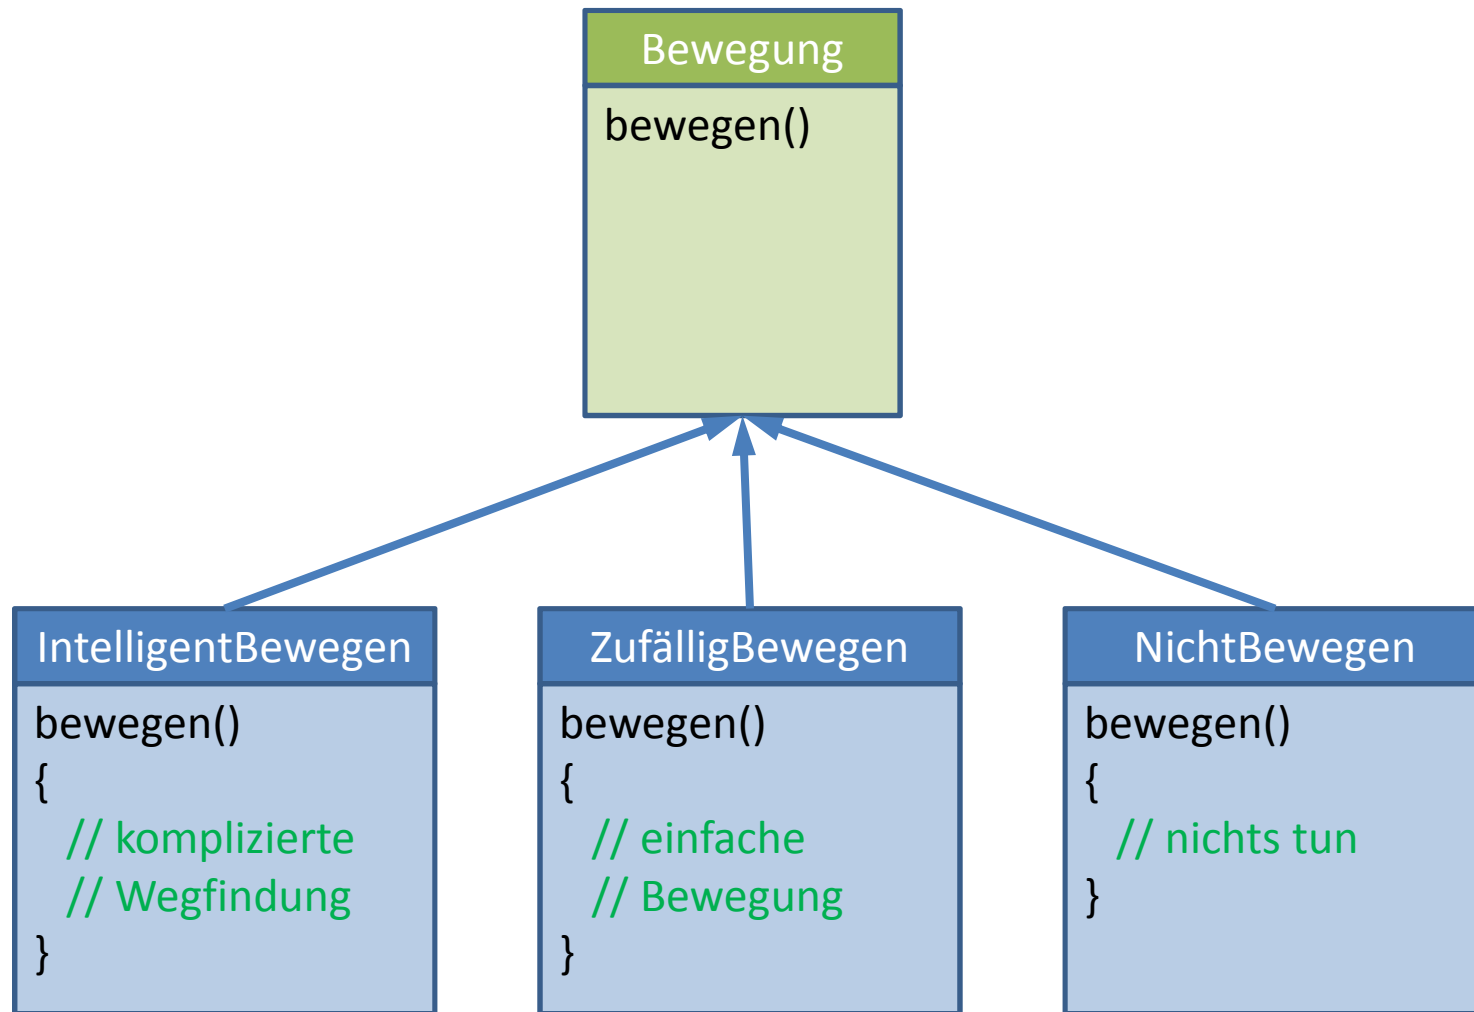 Bewegung
bewegen()
IntelligentBewegen
bewegen()
{
// komplizierte
// Wegfindung
}
ZufälligBewegen
bewegen()
{
// einfache
// Bewegung
}
NichtBewegen
bewegen()
{
// nichts tun
}